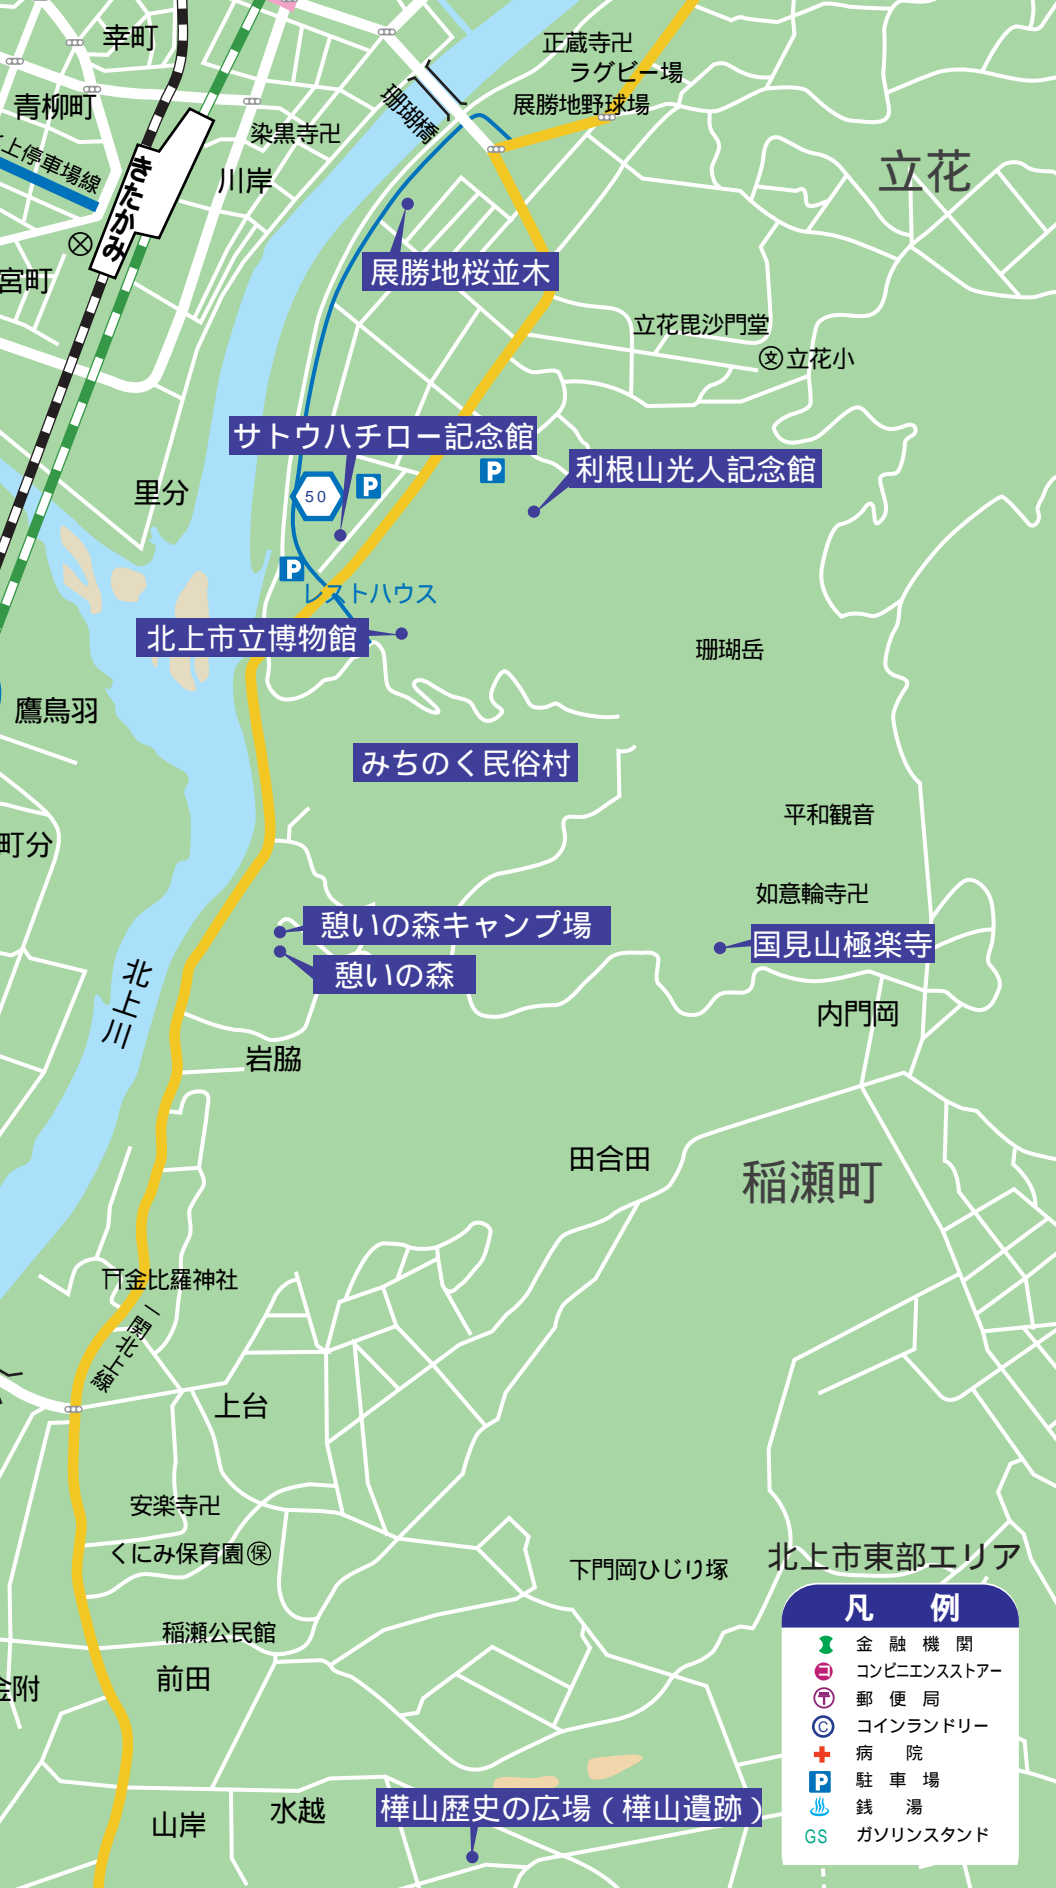 幸町
正蔵寺卍
ラグビー場
青柳町
珊瑚橋
展勝地野球場
染黒寺卍
上停車場線
きたかみ
川岸
立花
宮町
展勝地桜並木
立花毘沙門堂
文立花小
サトウハチロー記念館
P
利根山光人記念館
P
50
里分
P
レストハウス
北上市立博物館
珊瑚岳
鷹鳥羽
みちのく民俗村
平和観音
町分
如意輪寺卍
憩いの森キャンプ場
国見山極楽寺
憩いの森
北上川
内門岡
岩脇
田合田
稲瀬町
金比羅神社
一関北上線
上台
安楽寺卍
くにみ保育園保
下門岡ひじり塚
北上市東部エリア
稲瀬公民館
前田
金附
山岸
水越
樺山歴史の広場(樺山遺跡)
凡 例
金融機関
コンビニエンスストアー
郵便局
C コインランドリー
病院
P 駐車場
銭湯
GS ガソリンスタンド